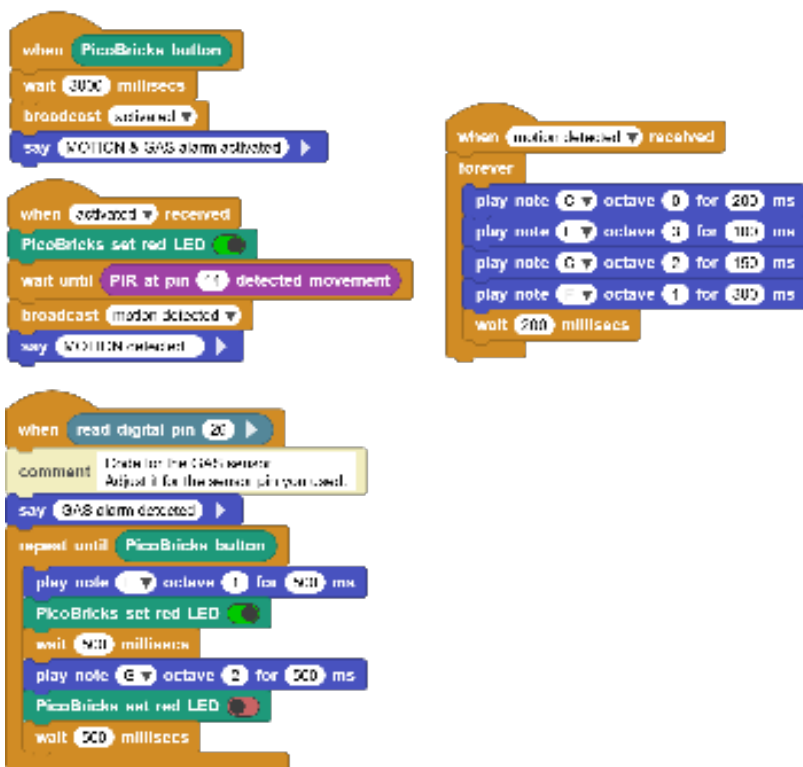 when PicoBricks button
wait 3000 millisecs
broadcast activated
say MOTION & GAS alarm activated
when activated received
PicoBricks set red LED
wait until PIR at pin detected movement
broadcast motion detected
say MOTION detected
when motion detected received
forever
play note C octave 0 for 200 ms
play note octave 3 for 100 ms
play note G octave 2 for 150 ms
play note octave 1 for 300 ms
wait 200 millisecs
when read digital pin 26
comment Code for the GAS sensor
Adjust it for the sensor pin you used.
say GAS alarm detected
repeat until PicoBricks button
play note octave 1 for 500 ms
PicoBricks set red LED
wait 500 millisecs
play note G octave 2 for 500 ms
PicoBricks set red LED
wait 500 millisecs